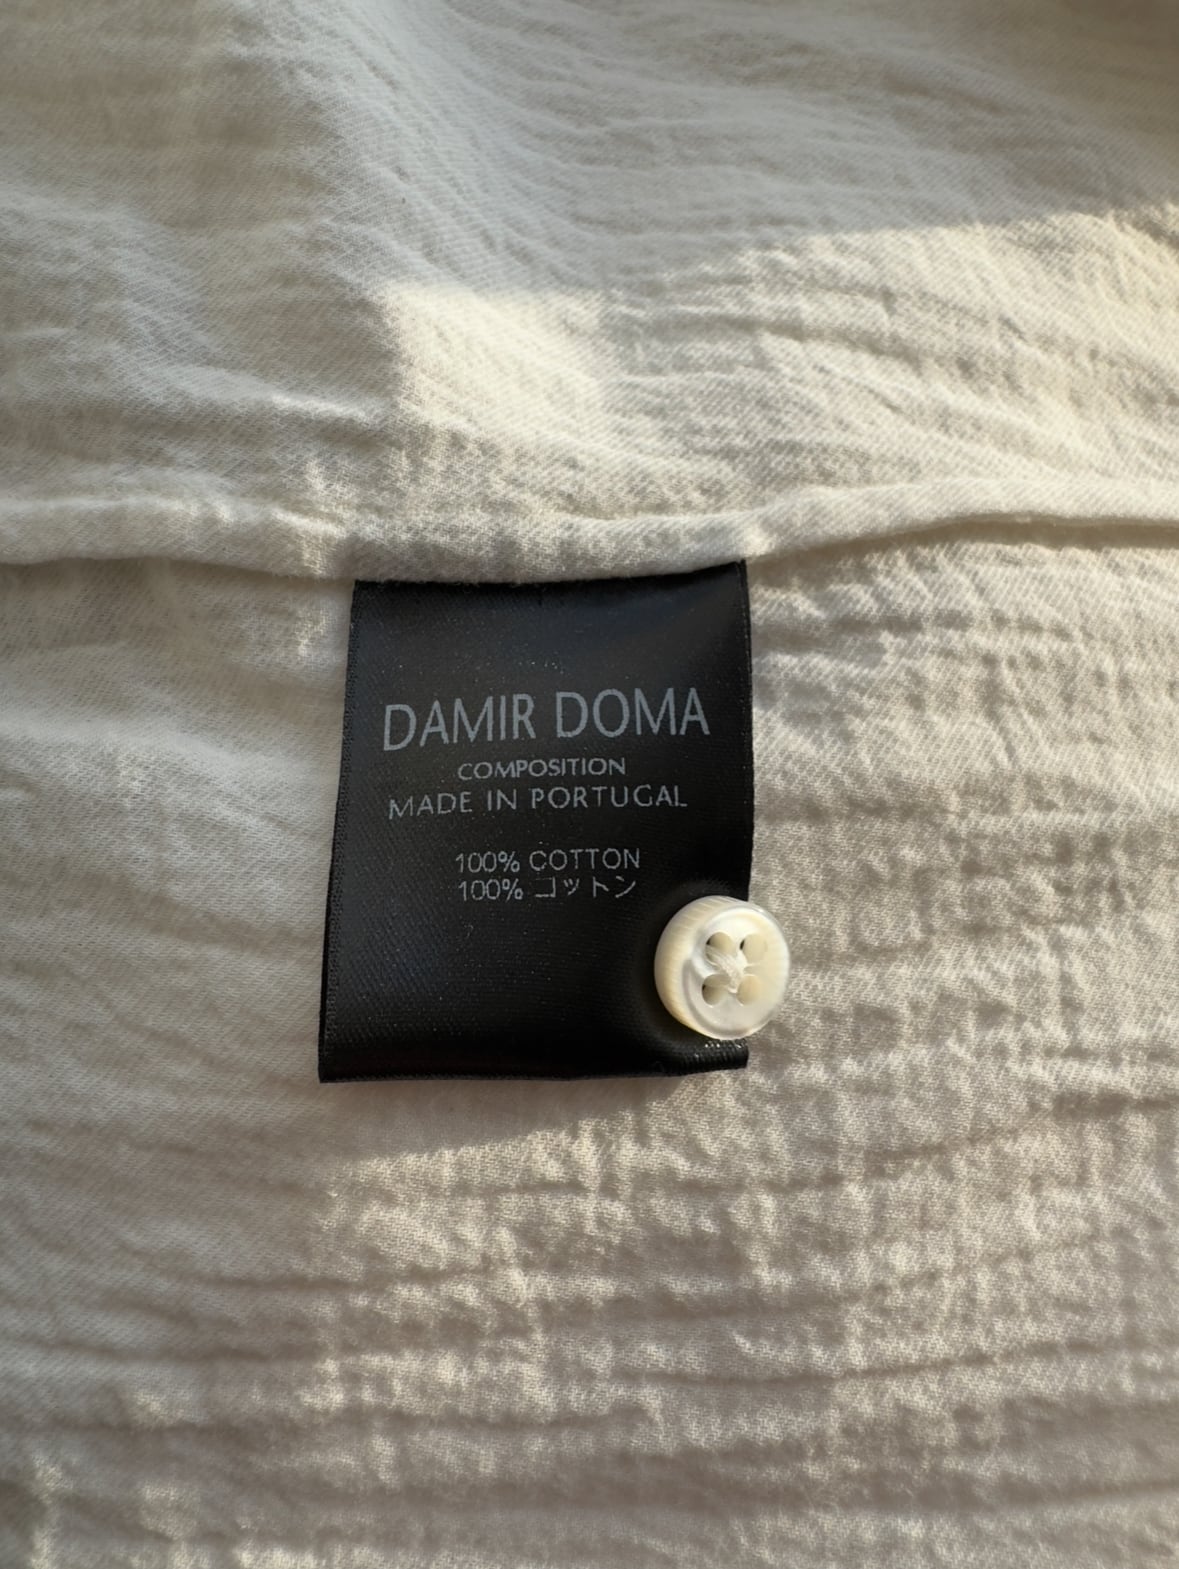 DAMIR DOMA
COMPOSITION
MADE IN PORTUGAL
100% COTTON
100% コットン